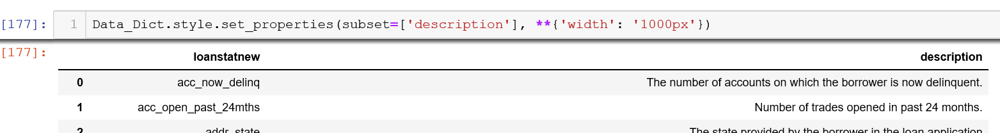 [177]: 1 Data_Dict.style.set_properties(subset=['description'], **{'width': '1000px'})
[177]:
loanstatnew description
0 acc_now_delinq The number of accounts on which the borrower is now delinquent.
1 acc_open_past_24mths Number of trades opened in past 24 months.
2 addr_state The state provided by the borrower in the loan application